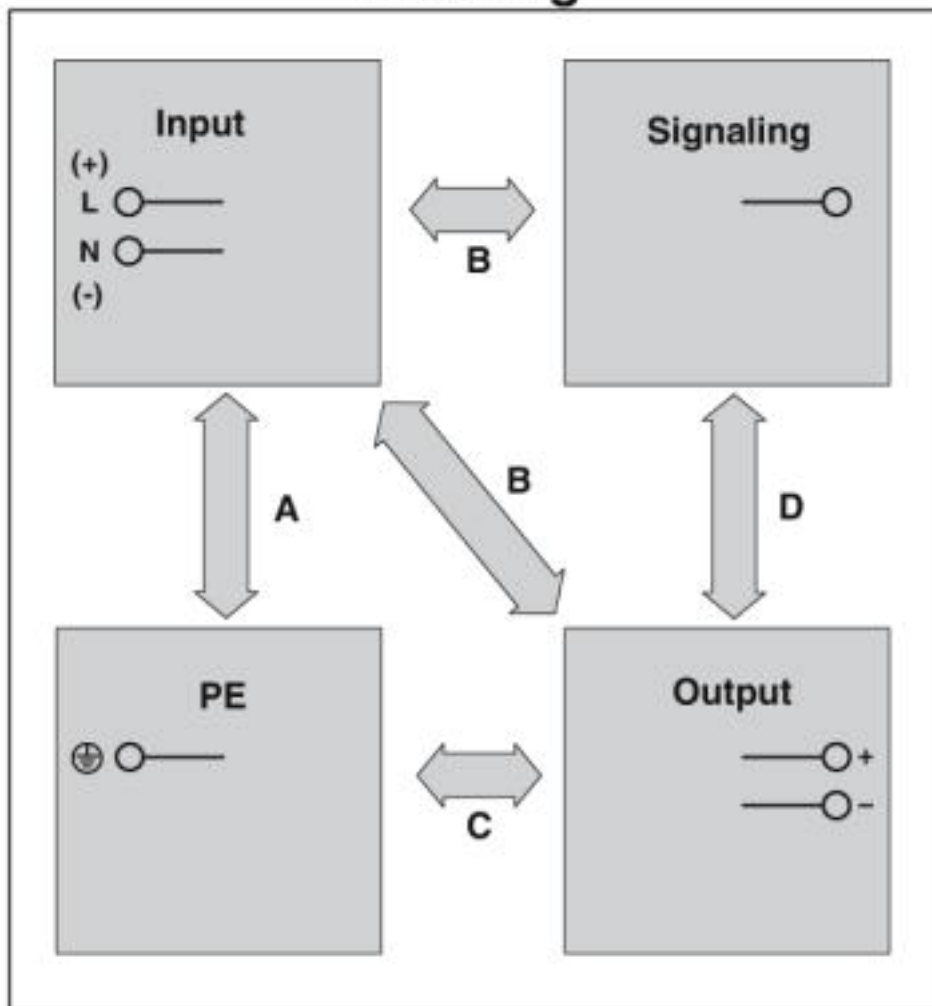 Input
(+)
L
N
(-)
Signaling
B
A
B
D
PE
Output
+
–
C